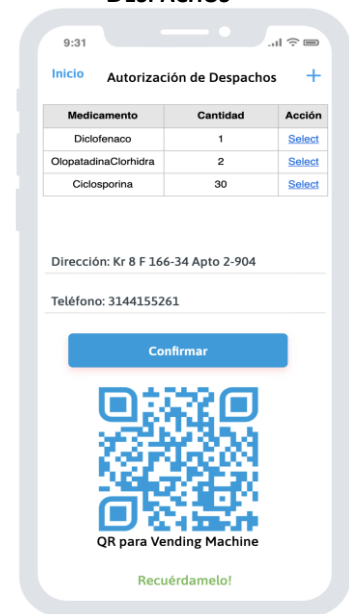 DESPACHOS
9:31
Inicio Autorización de Despachos +
Medicamento Cantidad Acción
Diclofenaco 1 Select
OlopatadinaClorhidra 2 Select
Ciclosporina 30 Select
Dirección: Kr 8 F 166-34 Apto 2-904
Teléfono: 3144155261
Confirmar
QR para Vending Machine
Recuérdamelo!